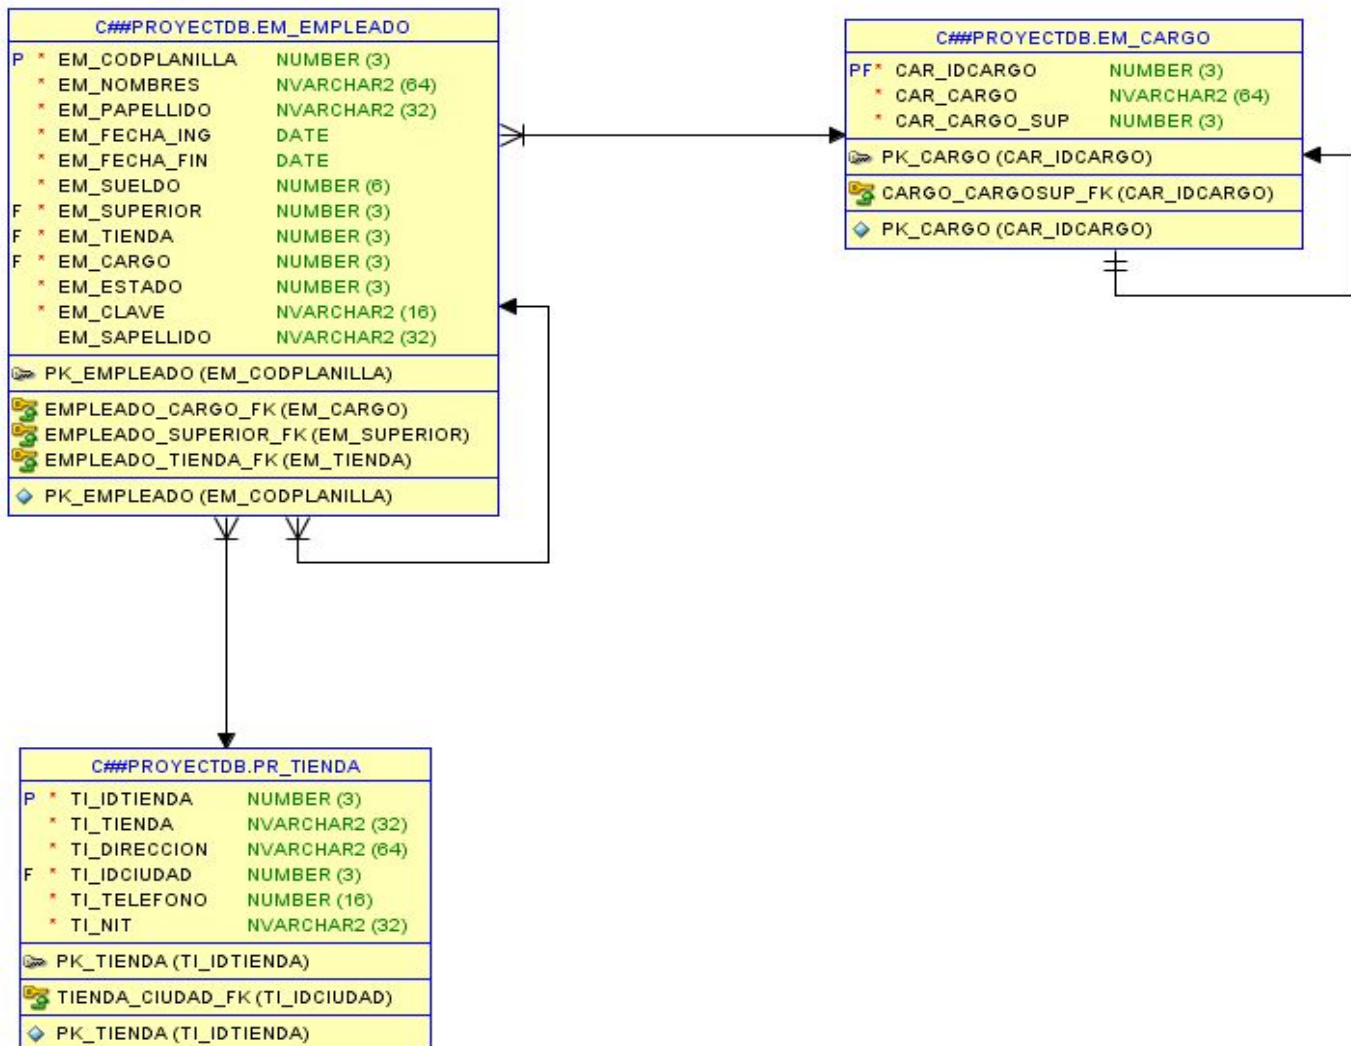 C##PROYECTDB.EM_EMPLEADO
P * EM_CODPLANILLA NUMBER (3)
* EM_NOMBRES NVARCHAR2 (64)
* EM_PAPELLIDO NVARCHAR2 (32)
* EM_FECHA_ING DATE
* EM_FECHA_FIN DATE
* EM_SUELDO NUMBER (6)
F * EM_SUPERIOR NUMBER (3)
F * EM_TIENDA NUMBER (3)
F * EM_CARGO NUMBER (3)
* EM_ESTADO NUMBER (3)
* EM_CLAVE NVARCHAR2 (16)
EM_SAPELLIDO NVARCHAR2 (32)
PK_EMPLEADO (EM_CODPLANILLA)
EMPLEADO_CARGO_FK (EM_CARGO)
EMPLEADO_SUPERIOR_FK (EM_SUPERIOR)
EMPLEADO_TIENDA_FK (EM_TIENDA)
PK_EMPLEADO (EM_CODPLANILLA)
C##PROYECTDB.EM_CARGO
PF* CAR_IDCARGO NUMBER (3)
* CAR_CARGO NVARCHAR2 (64)
* CAR_CARGO_SUP NUMBER (3)
PK_CARGO (CAR_IDCARGO)
CARGO_CARGOSUP_FK (CAR_IDCARGO)
PK_CARGO (CAR_IDCARGO)
C##PROYECTDB.PR_TIENDA
P * TI_IDTIENDA NUMBER (3)
* TI_TIENDA NVARCHAR2 (32)
* TI_DIRECCION NVARCHAR2 (64)
F * TI_IDCIUDAD NUMBER (3)
* TI_TELEFONO NUMBER (16)
* TI_NIT NVARCHAR2 (32)
PK_TIENDA (TI_IDTIENDA)
TIENDA_CIUDAD_FK (TI_IDCIUDAD)
PK_TIENDA (TI_IDTIENDA)